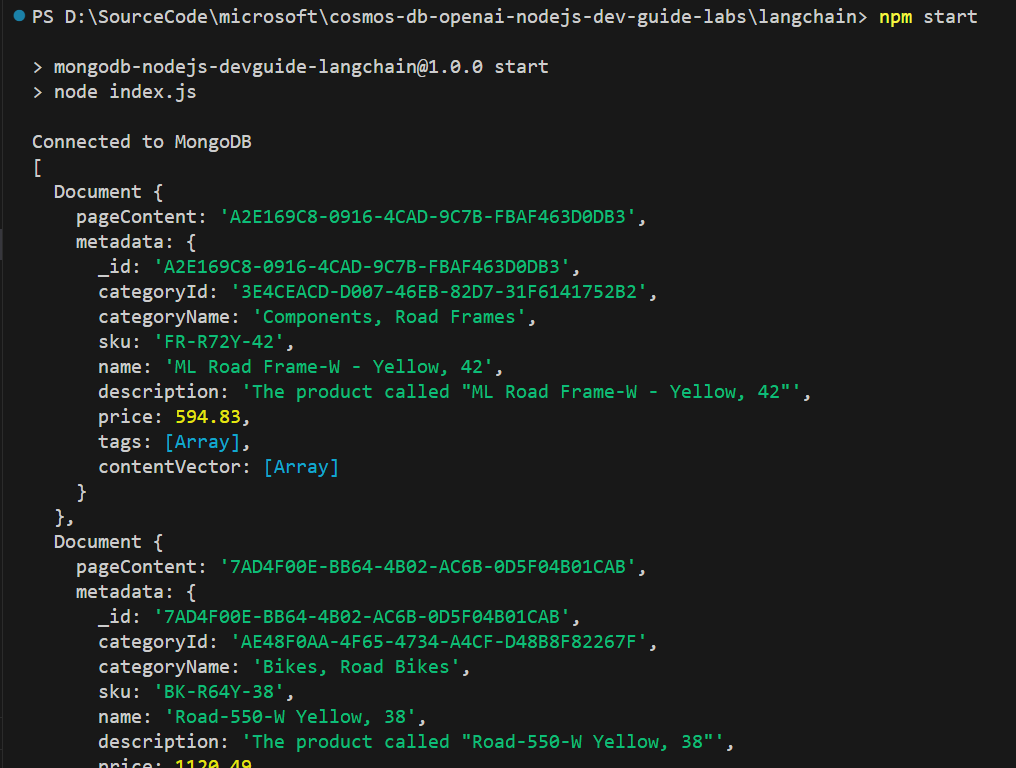 PS D:\SourceCode\microsoft\cosmos-db-openai-nodejs-dev-guide-labs\langchain> npm start
> mongodb-nodejs-devguide-langchain@1.0.0 start
> node index.js
Connected to MongoDB
[
  Document {
    pageContent: 'A2E169C8-0916-4CAD-9C7B-FBAF463D0DB3',
    metadata: {
      _id: 'A2E169C8-0916-4CAD-9C7B-FBAF463D0DB3',
      categoryId: '3E4CEACD-D007-46EB-82D7-31F6141752B2',
      categoryName: 'Components, Road Frames',
      sku: 'FR-R72Y-42',
      name: 'ML Road Frame-W - Yellow, 42',
      description: 'The product called "ML Road Frame-W - Yellow, 42"',
      price: 594.83,
      tags: [Array],
      contentVector: [Array]
    }
  },
  Document {
    pageContent: '7AD4F00E-BB64-4B02-AC6B-0D5F04B01CAB',
    metadata: {
      _id: '7AD4F00E-BB64-4B02-AC6B-0D5F04B01CAB',
      categoryId: 'AE48F0AA-4F65-4734-A4CF-D48B8F82267F',
      categoryName: 'Bikes, Road Bikes',
      sku: 'BK-R64Y-38',
      name: 'Road-550-W Yellow, 38',
      description: 'The product called "Road-550-W Yellow, 38"',
      price: 1120.49